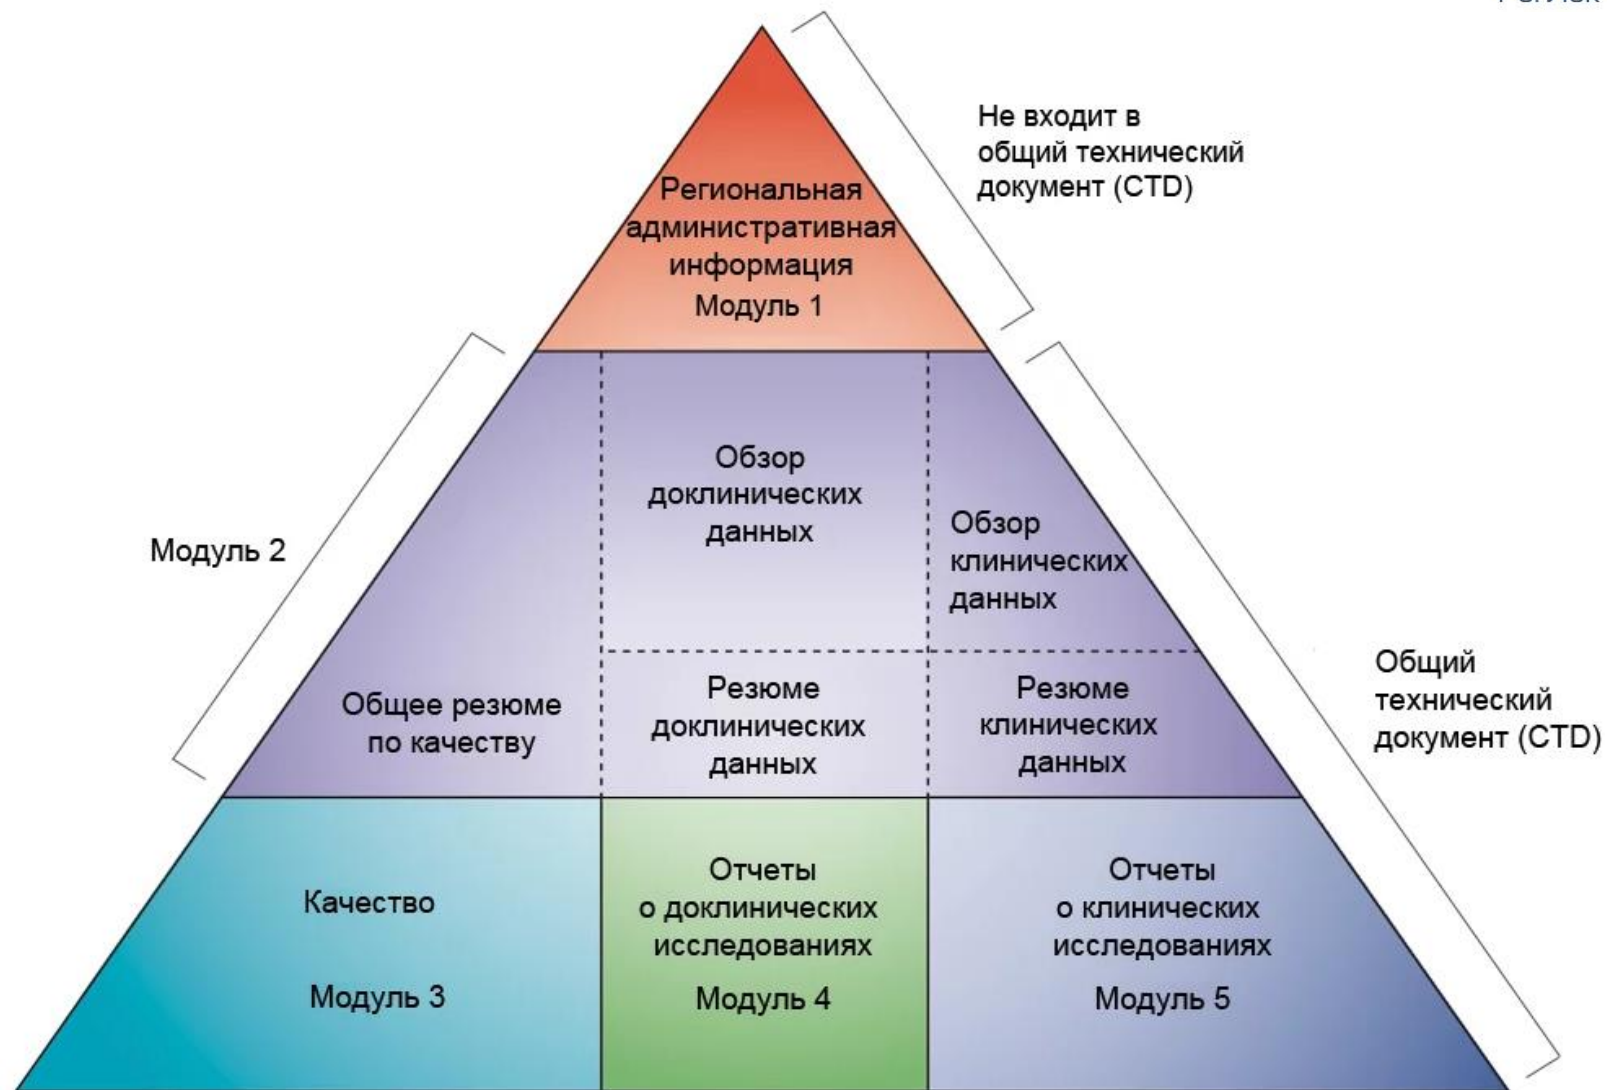 Не входит в
общий технический
документ (CTD)
Региональная
административная
информация
Модуль 1
Модуль 2
Обзор
доклинических
данных
Обзор
клинических
данных
Общее резюме
по качеству
Резюме
доклинических
данных
Резюме
клинических
данных
Общий
технический
документ (CTD)
Качество
Модуль 3
Отчеты
о доклинических
исследованиях
Модуль 4
Отчеты
о клинических
исследованиях
Модуль 5